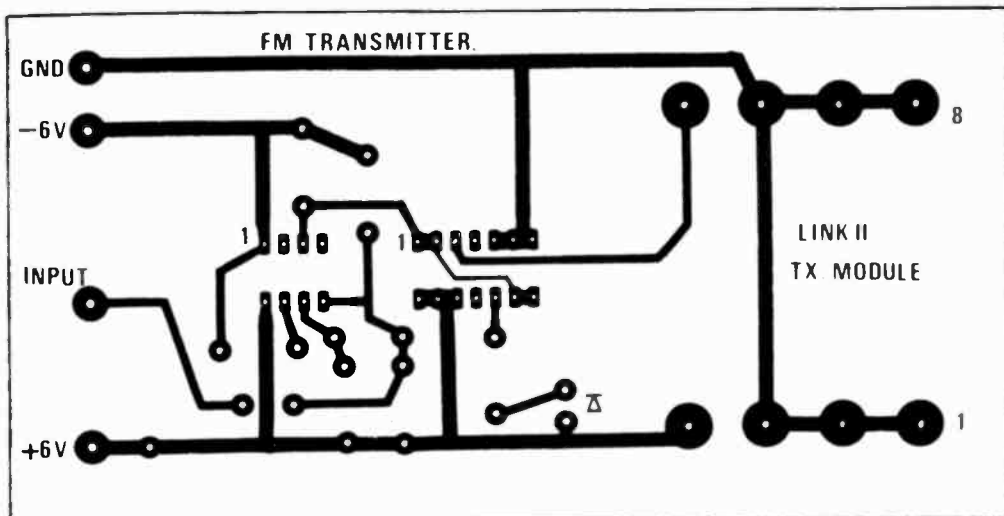 FM TRANSMITTER.
GND
-6V
8
1
1
LINK II
TX. MODULE
INPUT
+6V
1